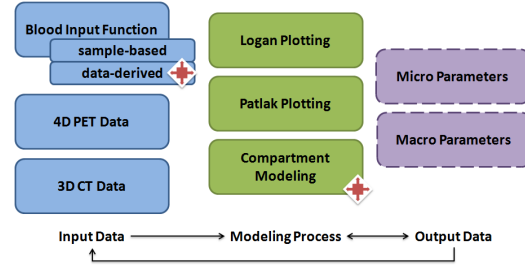 Blood Input Function
sample-based
data-derived
4D PET Data
3D CT Data
Logan Plotting
Patlak Plotting
Compartment
Modeling
Micro Parameters
Macro Parameters
Input Data
Modeling Process
Output Data